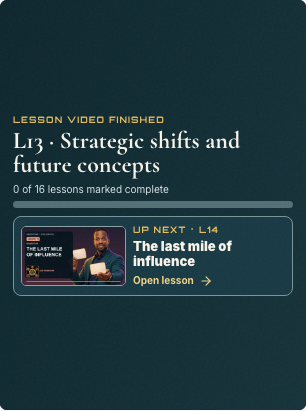 LESSON VIDEO FINISHED
L13 · Strategic shifts and
future concepts
0 of 16 lessons marked complete
UP NEXT · L14
THE LAST MILE
OF INFLUENCE
The last mile of
influence
Open lesson →